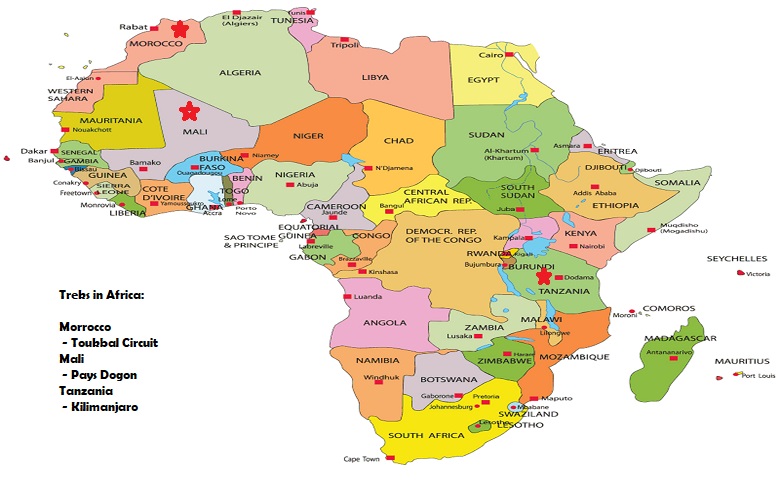 Rabat
MOROCCO
El Djazair
(Algiers)
Tunis
TUNISIA
Tripoli
ALGERIA
LIBYA
Cairo
EGYPT
El-Aaiun
WESTERN
SAHARA
MAURITANIA
Nouakchott
MALI
NIGER
CHAD
SUDAN
Al-Khartum
(Khartum)
Asmara
ERITREA
Dakar
SENEGAL
Banjul
GAMBIA
Bissau
Bamako
BURKINA
FASO
Ouagadougou
Niamey
N'Djamena
DJIBOUTI
Djibouti
GUINEA
Conakry
SIERRA
LEONE
Freetown
Monrovia
LIBERIA
COTE
D'IVOIRE
Yamoussoukro
GHANA
Accra
TOGO
Lome
BENIN
Porto
Novo
NIGERIA
Abuja
CAMEROON
Jaunde
CENTRAL
AFRICAN REP.
Bangui
SOUTH
SUDAN
Juba
Addis Ababa
ETHIOPIA
SOMALIA
Muqdisho
(Mogadishu)
EQUATORIAL
GUINEA
SAO TOME
& PRINCIPE
Labreville
GABON
CONGO
Brezzaville
Kinshasa
DEMOCR. REP.
OF THE CONGO
Kampala
KENYA
Nairobi
RWANDA
Kigali
Bujumbura
BURUNDI
Dodama
TANZANIA
SEYCHELLES
Victoria
Luanda
ANGOLA
ZAMBIA
Lusaka
MALAWI
Lilongwe
Moroni
COMOROS
MADAGASCAR
Antananarivo
MAURITIUS
Port Louis
NAMIBIA
Windhuk
ZIMBABWE
Harare
MOZAMBIQUE
BOTSWANA
Gaborone
Pretoria
Johannesburg
Maputo
Mbabane
SWAZILAND
Lesotho
LESOTHO
SOUTH AFRICA
Cape Town
Treks in Africa:
Morrocco
- Toubbal Circuit
Mali
- Pays Dogon
Tanzania
- Kilimanjaro